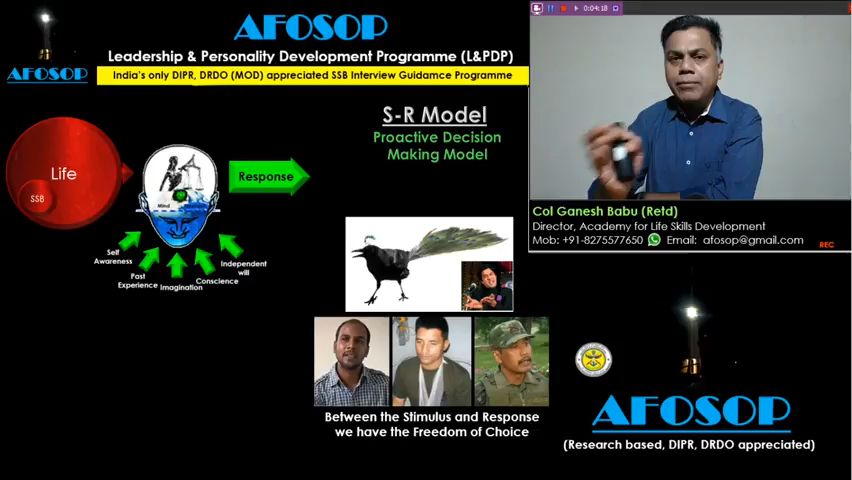 AFOSOP
AFOSOP
Leadership & Personality Development Programme (L&PDP)
India's only DIPR, DRDO (MOD) appreciated SSB Interview Guidamce Programme
0:04:18
S-R Model
Proactive Decision
Making Model
Life
SSB
Mind
Response
Self
Awareness
Past
Experience
Imagination
Conscience
Independent
will
Col Ganesh Babu (Retd)
Director, Academy for Life Skills Development
Mob: +91-8275577650 Email: afosop@gmail.com
REC
Between the Stimulus and Response
we have the Freedom of Choice
AFOSOP
(Research based, DIPR, DRDO appreciated)